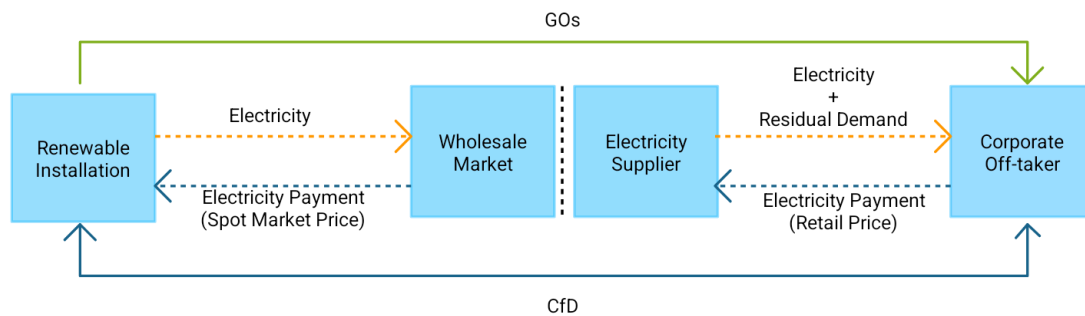 GOs
Renewable
Installation
Electricity
Electricity Payment
(Spot Market Price)
Wholesale
Market
Electricity
Supplier
Electricity
+
Residual Demand
Electricity Payment
(Retail Price)
Corporate
Off-taker
CfD